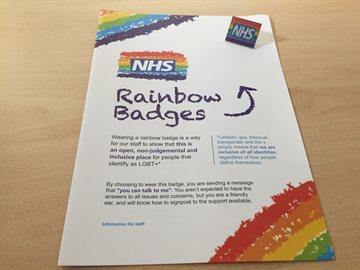 NHS
NHS
Rainbow
Badges
Wearing a rainbow badge is a way
for our staff to show that this is
an open, non-judgemental and
inclusive place for people that
identify as LGBT+*
*Lesbian, gay, bisexual,
transgender and the +
simply means that we are
inclusive of all identities,
regardless of how people
define themselves.
By choosing to wear this badge, you are sending a message
that "you can talk to me". You aren't expected to have the
answers to all issues and concerns, but you are a friendly
ear, and will know how to signpost to the support available.
Information for staff